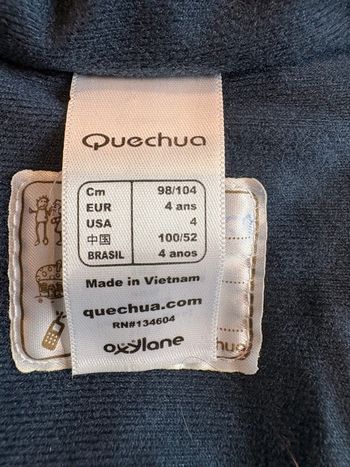 Quechua
Cm 98/104
EUR 4 ans
USA 4
中国 100/52
BRASIL 4 anos
Made in Vietnam
quechua.com
RN#134604
oxylane
hua